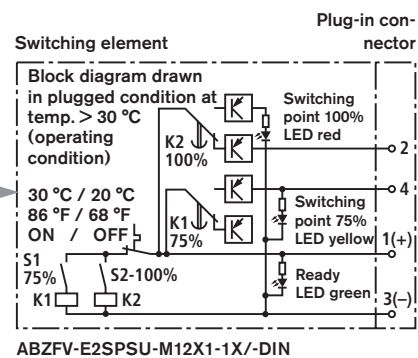 Plug-in con-
nector
Switching element
Block diagram drawn
in plugged condition at
temp. > 30 °C
(operating
condition)
Switching
point 100%
LED red
K2
100%
2
4
30 °C / 20 °C
86 °F / 68 °F
ON / OFF
K1
75%
Switching
point 75%
LED yellow
1(+)
S1
75%
S2-100%
K1
K2
Ready
LED green
3(–)
ABZFV-E2SPSU-M12X1-1X/-DIN